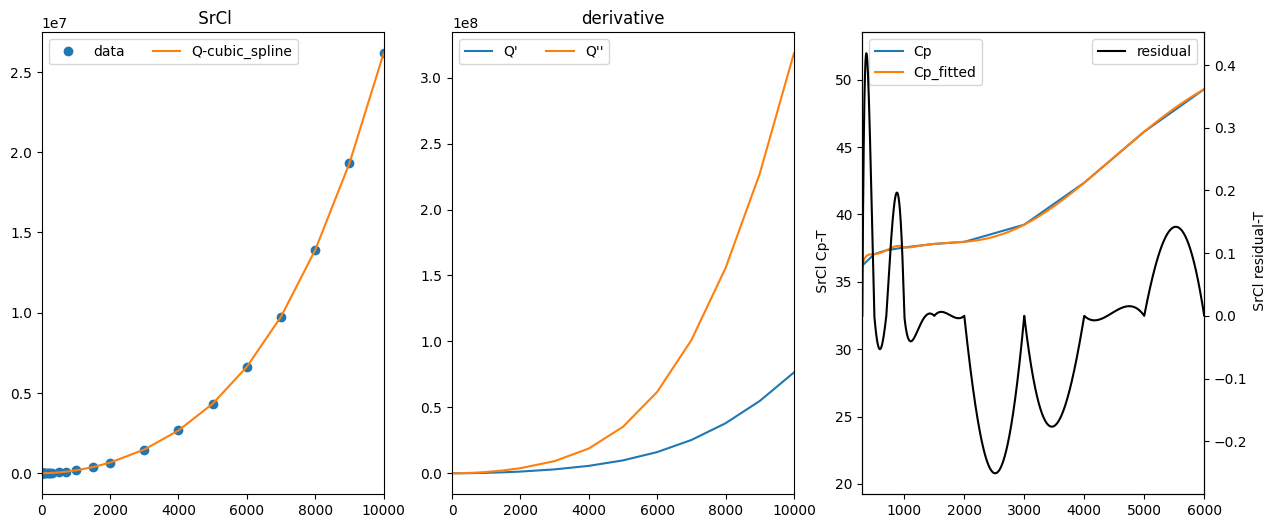 SrCl
1e7
data
Q-cubic_spline
2.5
2.0
1.5
1.0
0.5
0.0
0 2000 4000 6000 8000 10000
derivative
1e8
Q'
Q''
3.0
2.5
2.0
1.5
1.0
0.5
0.0
0 2000 4000 6000 8000 10000
Cp
Cp_fitted
residual
SrCl Cp-T
50
45
40
35
30
25
20
1000 2000 3000 4000 5000 6000
0.4
0.3
0.2
0.1
0.0
−0.1
−0.2
SrCl residual-T